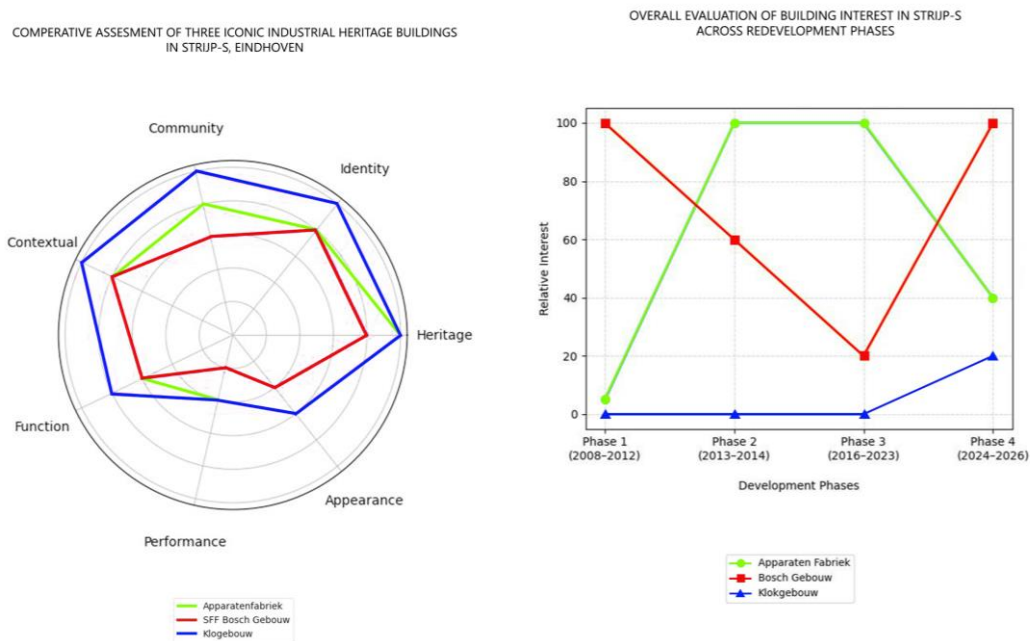 COMPERATIVE ASSESMENT OF THREE ICONIC INDUSTRIAL HERITAGE BUILDINGS
IN STRIJP-S, EINDHOVEN
Community
Identity
Contextual
Heritage
Function
Appearance
Performance
Apparatenfabriek
SFF Bosch Gebouw
Klogebouw
OVERALL EVALUATION OF BUILDING INTEREST IN STRIJP-S
ACROSS REDEVELOPMENT PHASES
Relative Interest
100
80
60
40
20
0
Phase 1
(2008–2012)
Phase 2
(2013–2014)
Phase 3
(2016–2023)
Phase 4
(2024–2026)
Development Phases
Apparaten Fabriek
Bosch Gebouw
Klokgebouw